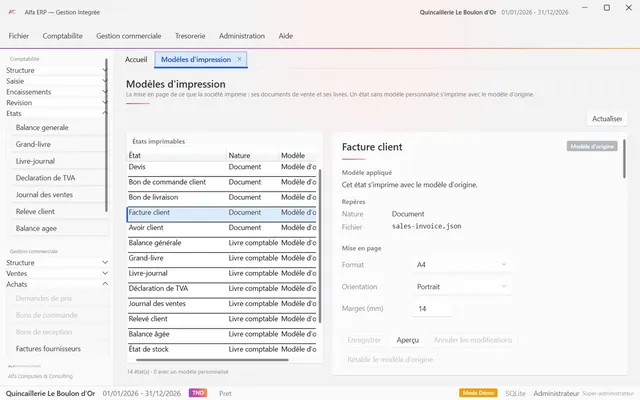 Alfa ERP — Gestion Intégrée
Quincaillerie Le Boulon d'Or 01/01/2026 - 31/12/2026
Fichier Comptabilite Gestion commerciale Tresorerie Administration Aide
Comptabilité
Structure
Saisie
Encaissements
Revision
Etats
Balance generale
Grand-livre
Livre-journal
Declaration de TVA
Journal des ventes
Releve client
Balance agee
Gestion commerciale
Structure
Ventes
Achats
Demandes de prix
Bons de commande
Bons de reception
Factures fournisseurs
Alfa Computers & Consulting
Accueil Modèles d'impression ×
Modèles d'impression
La mise en page de ce que la société imprime : ses documents de vente et ses livres. Un état sans modèle personnalisé s'imprime avec le modèle d'origine.
Actualiser
États imprimables
État Nature Modèle
Devis Document Modèle d'o
Bon de commande client Document Modèle d'o
Bon de livraison Document Modèle d'o
Facture client Document Modèle d'o
Avoir client Document Modèle d'o
Balance générale Livre comptable Modèle d'o
Grand-livre Livre comptable Modèle d'o
Livre-journal Livre comptable Modèle d'o
Déclaration de TVA Livre comptable Modèle d'o
Journal des ventes Livre comptable Modèle d'o
Relevé client Livre comptable Modèle d'o
Balance âgée Livre comptable Modèle d'o
État de stock Livre comptable Modèle d'o
14 état(s) - 0 avec un modèle personnalisé
Facture client
Modèle d'origine
Modèle appliqué
Cet état s'imprime avec le modèle d'origine.
Repères
Nature Document
Fichier sales-invoice.json
Mise en page
Format A4
Orientation Portrait
Marges (mm) 14
Enregistrer Aperçu Annuler les modifications
Rétablir le modèle d'origine
Quincaillerie Le Boulon d'Or 01/01/2026 - 31/12/2026 TND Pret
Mode Démo SQLite Administrateur Super-administrateur